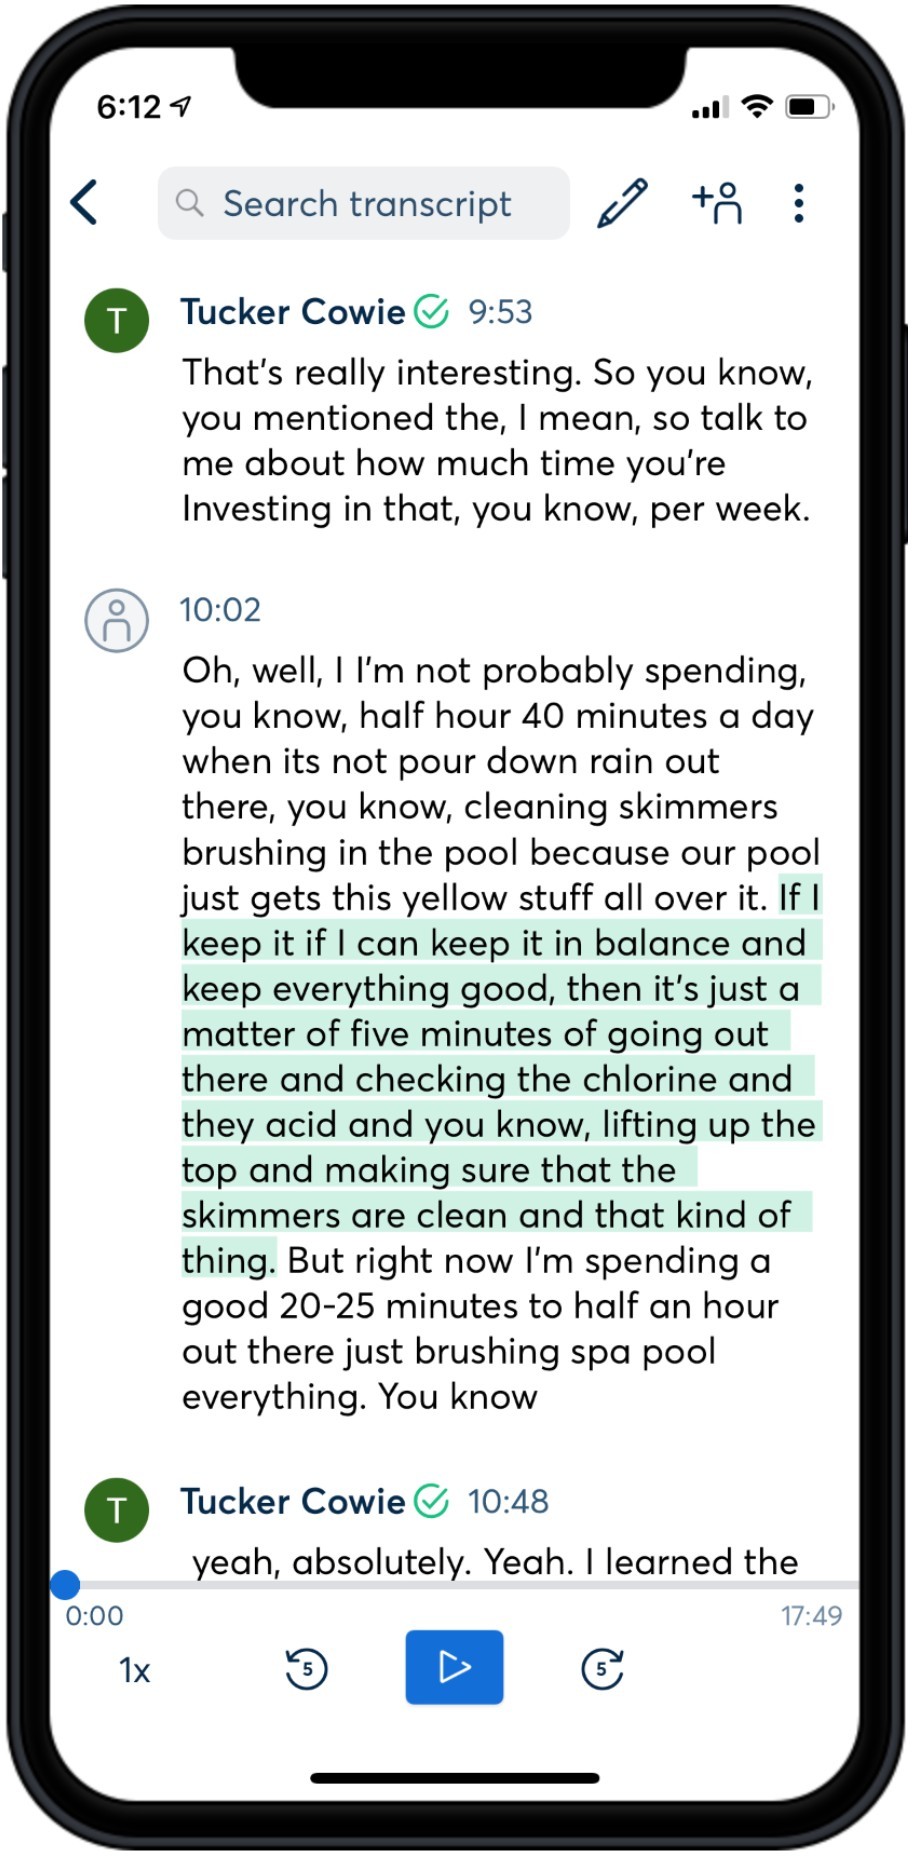 6:12
Search transcript
T
Tucker Cowie 9:53
That's really interesting. So you know,
you mentioned the, I mean, so talk to
me about how much time you're
Investing in that, you know, per week.
10:02
Oh, well, I I'm not probably spending,
you know, half hour 40 minutes a day
when its not pour down rain out
there, you know, cleaning skimmers
brushing in the pool because our pool
just gets this yellow stuff all over it. If I
keep it if I can keep it in balance and
keep everything good, then it's just a
matter of five minutes of going out
there and checking the chlorine and
they acid and you know, lifting up the
top and making sure that the
skimmers are clean and that kind of
thing. But right now I'm spending a
good 20-25 minutes to half an hour
out there just brushing spa pool
everything. You know
T
Tucker Cowie 10:48
yeah, absolutely. Yeah. I learned the
0:00 17:49
1x 5 5